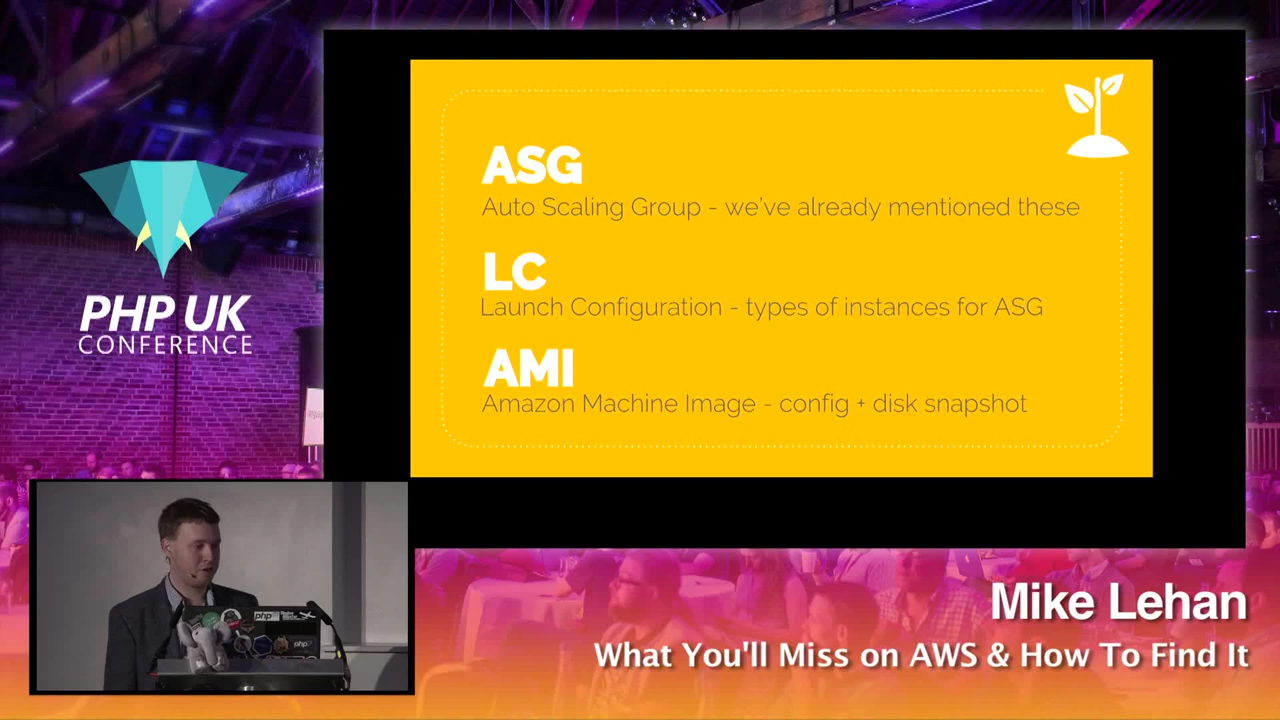 ASG
Auto Scaling Group - we've already mentioned these
LC
Launch Configuration - types of instances for ASG
AMI
Amazon Machine Image - config + disk snapshot
PHP UK
CONFERENCE
php
php
Mike Lehan
What You'll Miss on AWS & How To Find It